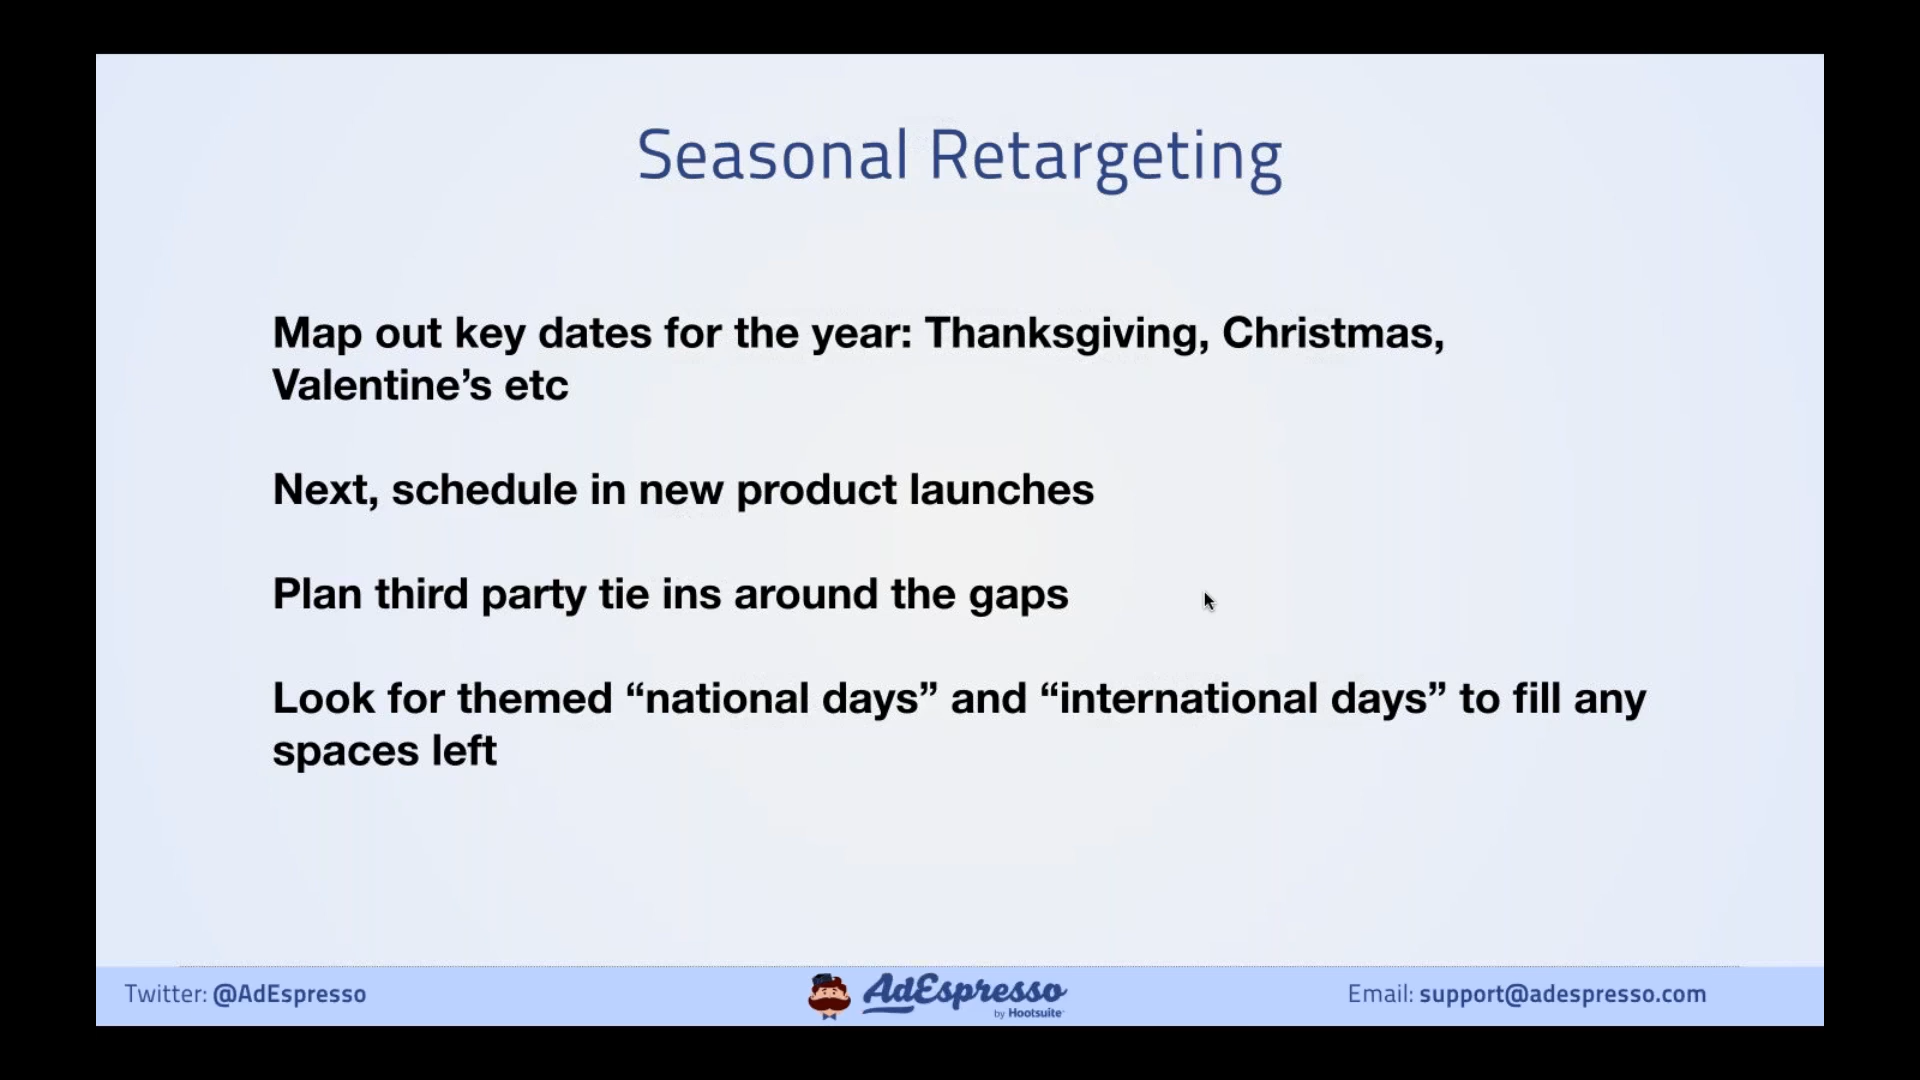 Seasonal Retargeting
Map out key dates for the year: Thanksgiving, Christmas,
Valentine’s etc
Next, schedule in new product launches
Plan third party tie ins around the gaps
Look for themed “national days” and “international days” to fill any
spaces left
Twitter: @AdEspresso
AdEspresso
by Hootsuite™
Email: support@adespresso.com